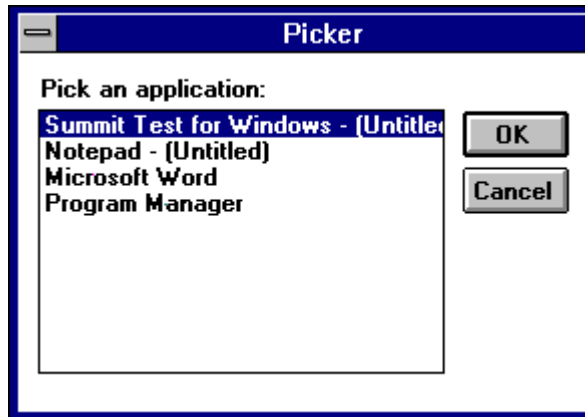 Picker
Pick an application:
Summit Test for Windows - (Untitled
Notepad - (Untitled)
Microsoft Word
Program Manager
OK
Cancel